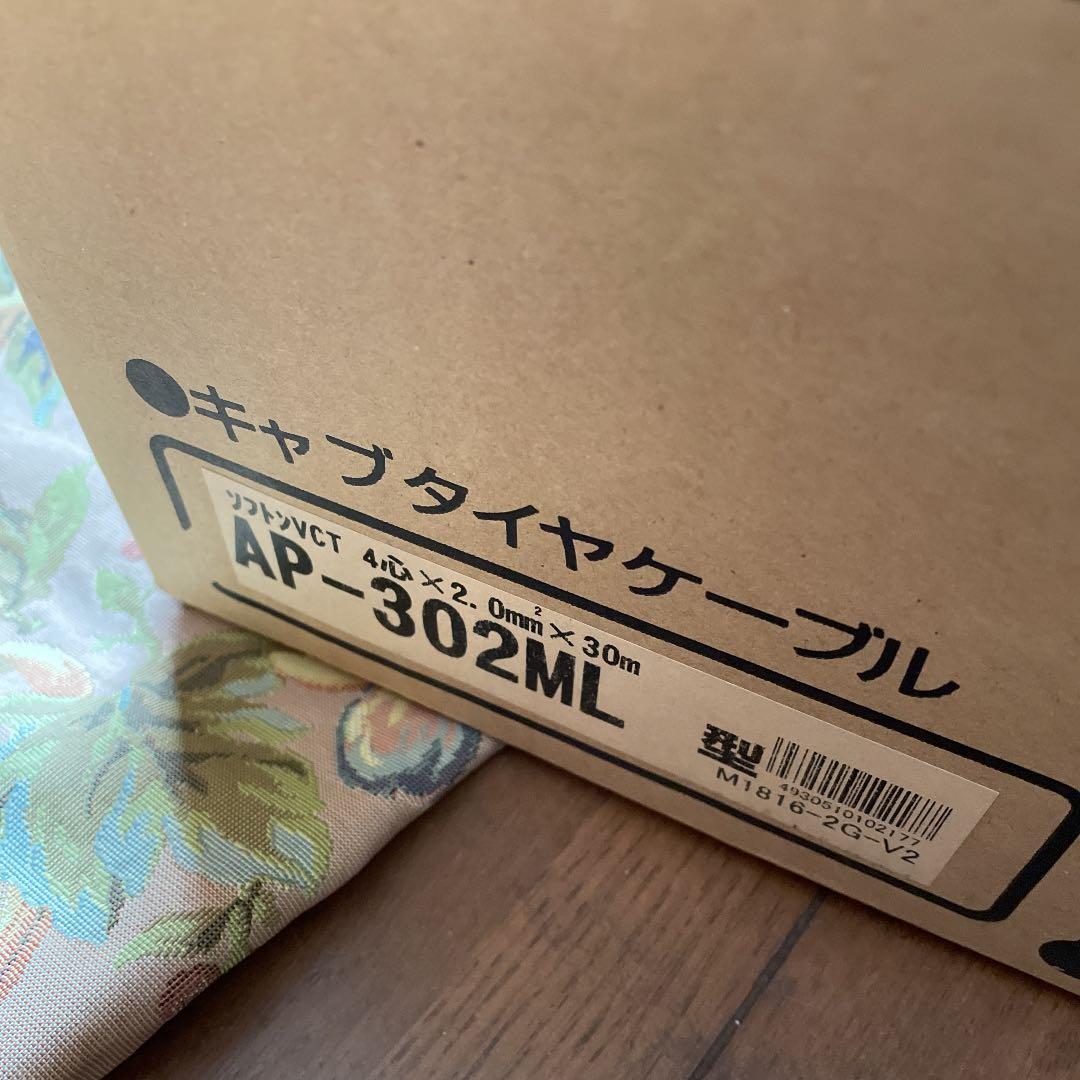 ●キャブタイヤケーブル
ソフトンVCT 4心×2.0mm²×30m
AP-302ML 型
4930510102177
M1816-2G-V2